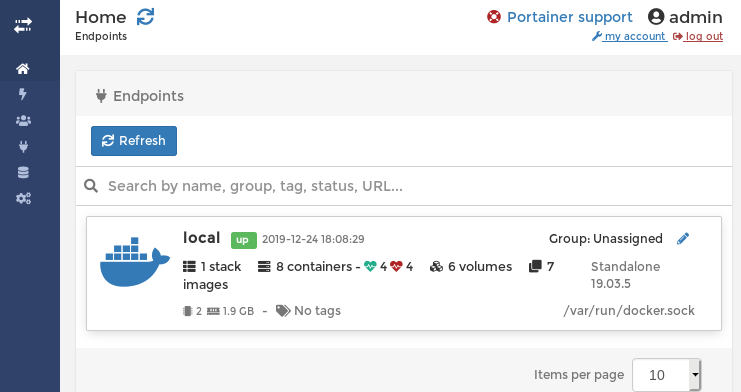 Home
Portainer support admin
Endpoints
my account log out
Endpoints
Refresh
Search by name, group, tag, status, URL...
local up 2019-12-24 18:08:29 Group: Unassigned
1 stack 8 containers - 4 4 6 volumes 7
images
Standalone
19.03.5
2 1.9 GB - No tags /var/run/docker.sock
Items per page 10